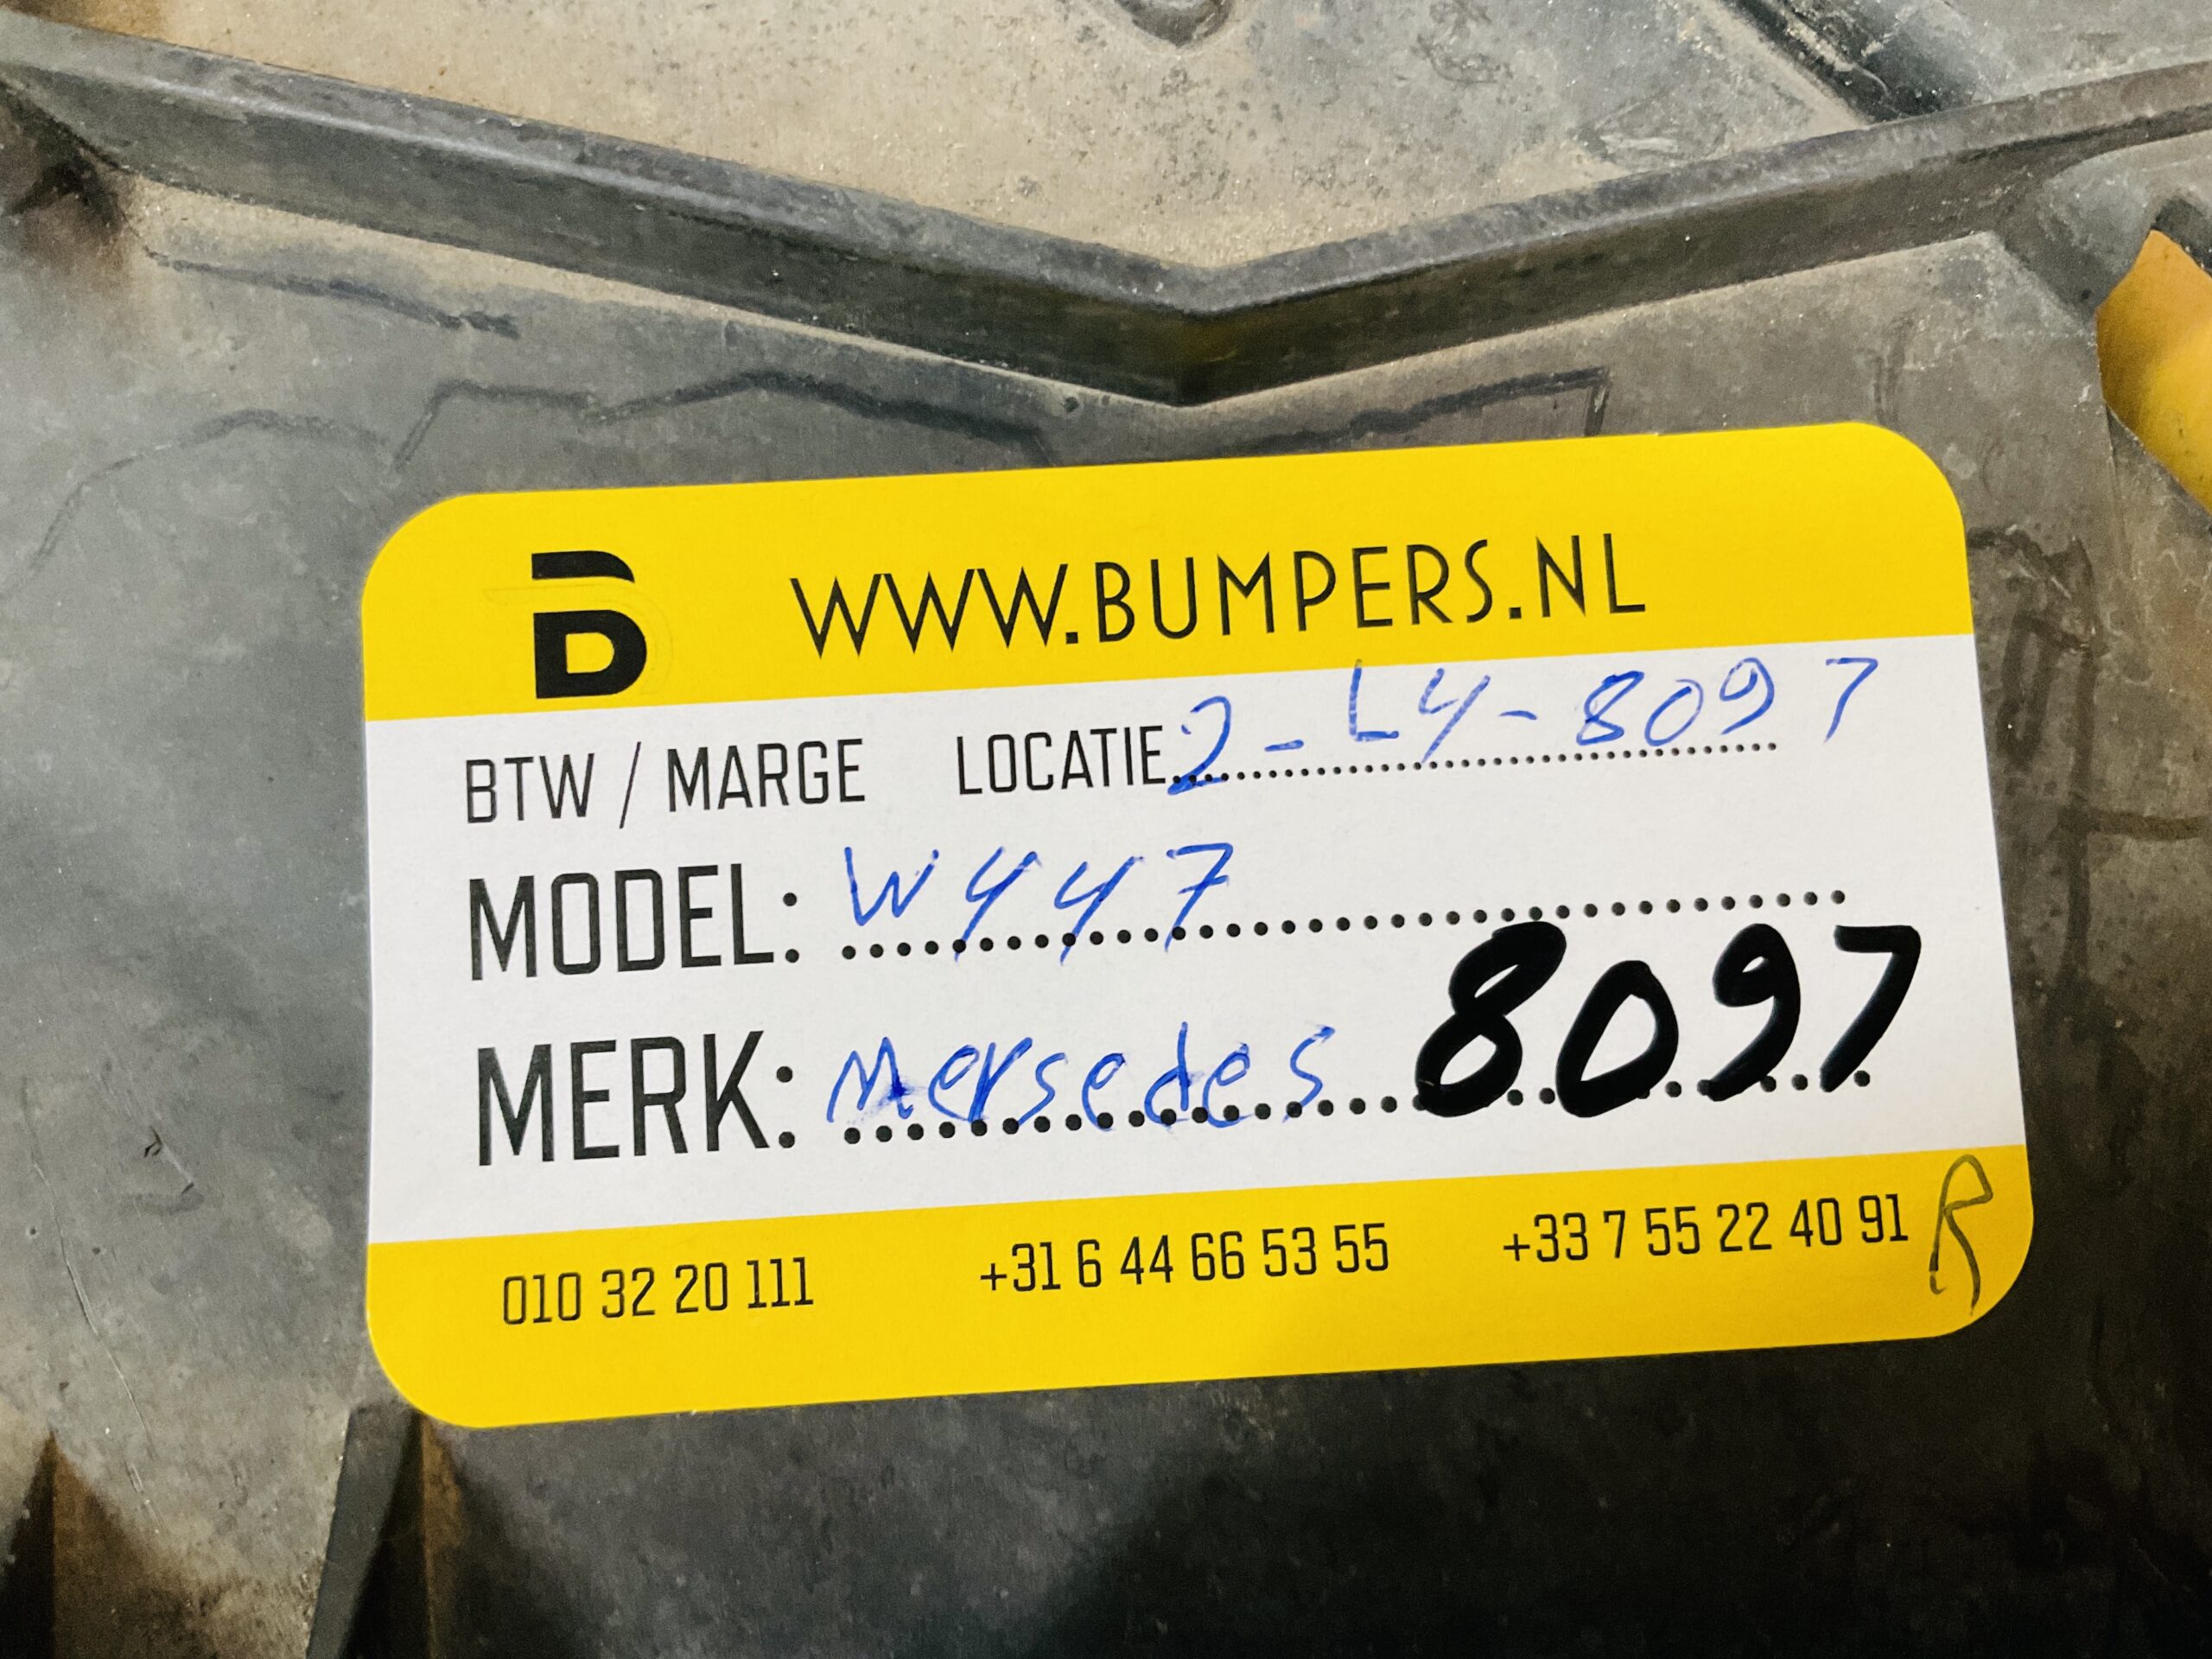 B WWW.BUMPERS.NL
BTW / MARGE LOCATIE 2-L4-8097
MODEL: W447
MERK: Mersedes 8097
010 32 20 111 +31 6 44 66 53 55 +33 7 55 22 40 91 R